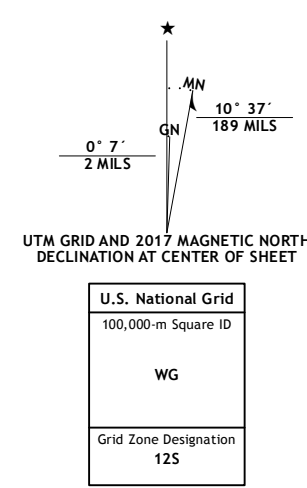 ★
MN
10° 37´
189 MILS
GN
0° 7´
2 MILS
UTM GRID AND 2017 MAGNETIC NORTH
DECLINATION AT CENTER OF SHEET
U.S. National Grid
100,000-m Square ID
WG
Grid Zone Designation
12S